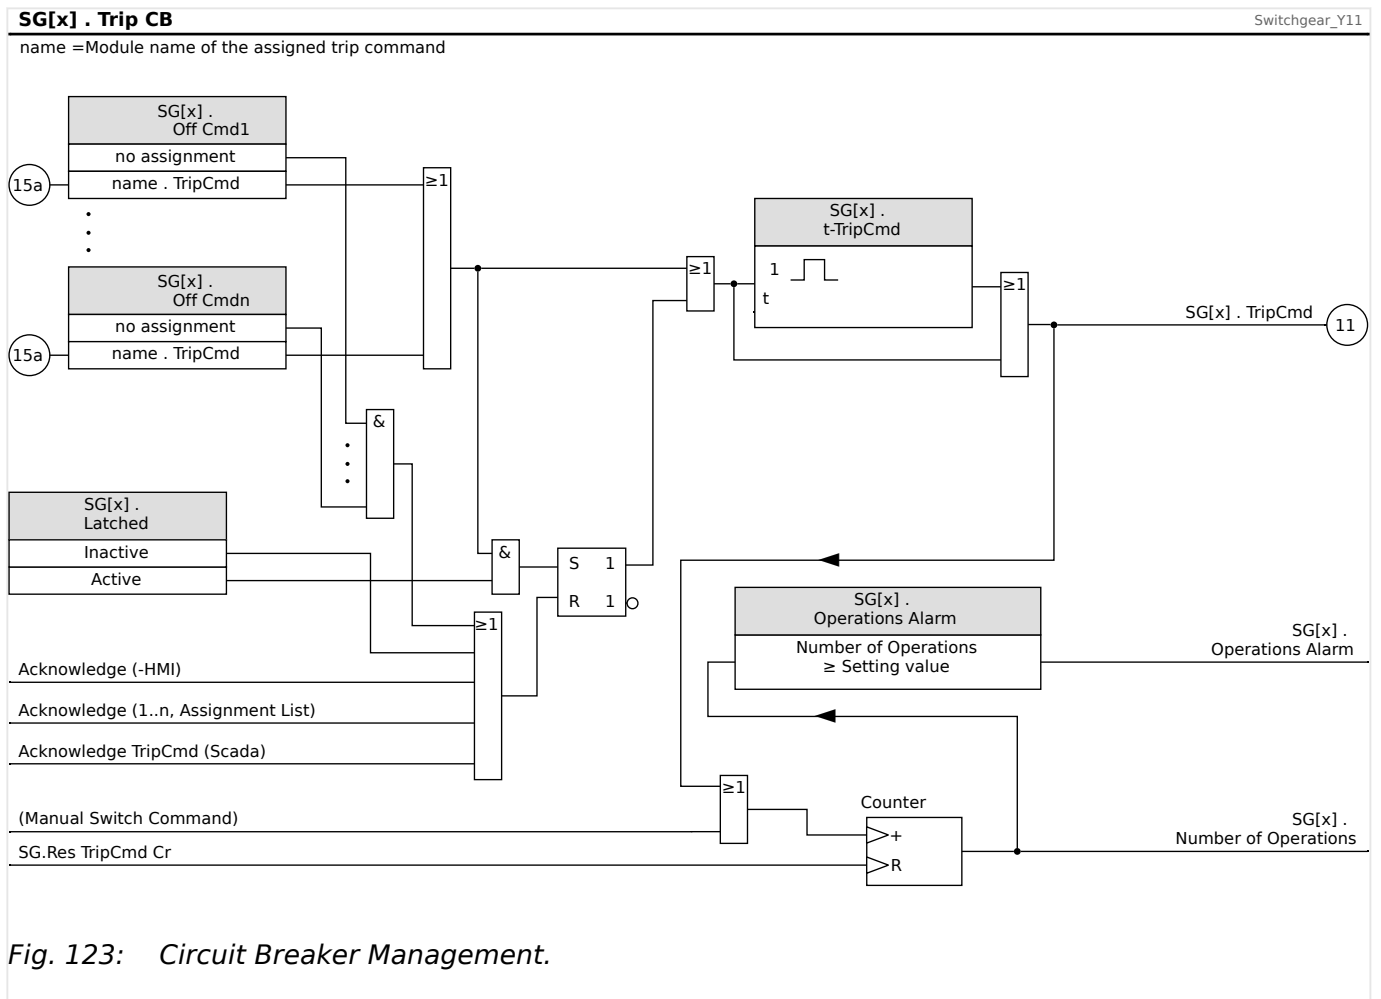 SG[x] . Trip CB
Switchgear_Y11
name =Module name of the assigned trip command
SG[x] .
Off Cmd1
no assignment
15a
name . TripCmd
≥1
SG[x] .
t-TripCmd
1
t
≥1
≥1
SG[x] . TripCmd
11
SG[x] .
Off Cmdn
no assignment
15a
name . TripCmd
&
SG[x] .
Latched
Inactive
Active
&
S 1
R 1
≥1
SG[x] .
Operations Alarm
Number of Operations
≥ Setting value
SG[x] .
Operations Alarm
Acknowledge (-HMI)
Acknowledge (1..n, Assignment List)
Acknowledge TripCmd (Scada)
≥1
(Manual Switch Command)
SG.Res TripCmd Cr
Counter
+
R
SG[x] .
Number of Operations
Fig. 123: Circuit Breaker Management.